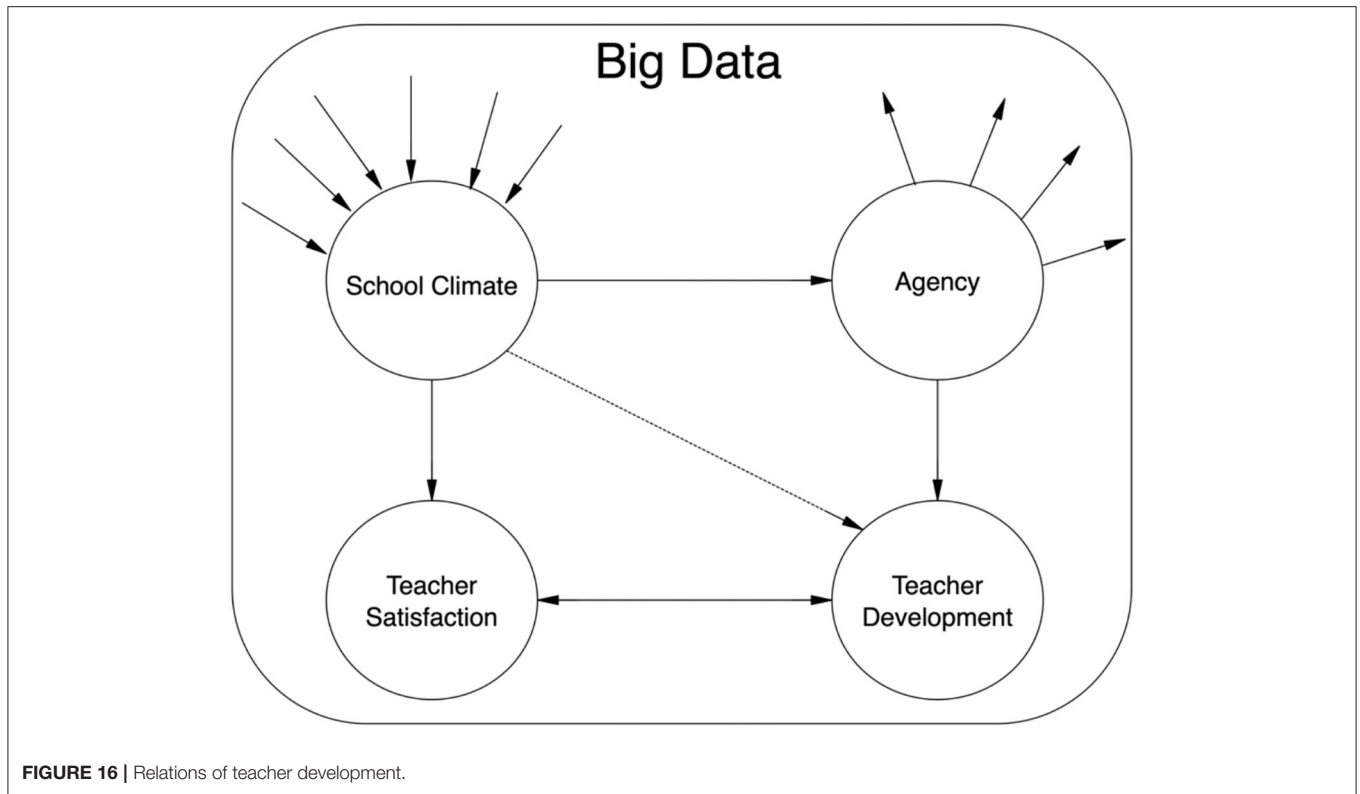 Big Data
School Climate
Agency
Teacher
Satisfaction
Teacher
Development
FIGURE 16 | Relations of teacher development.